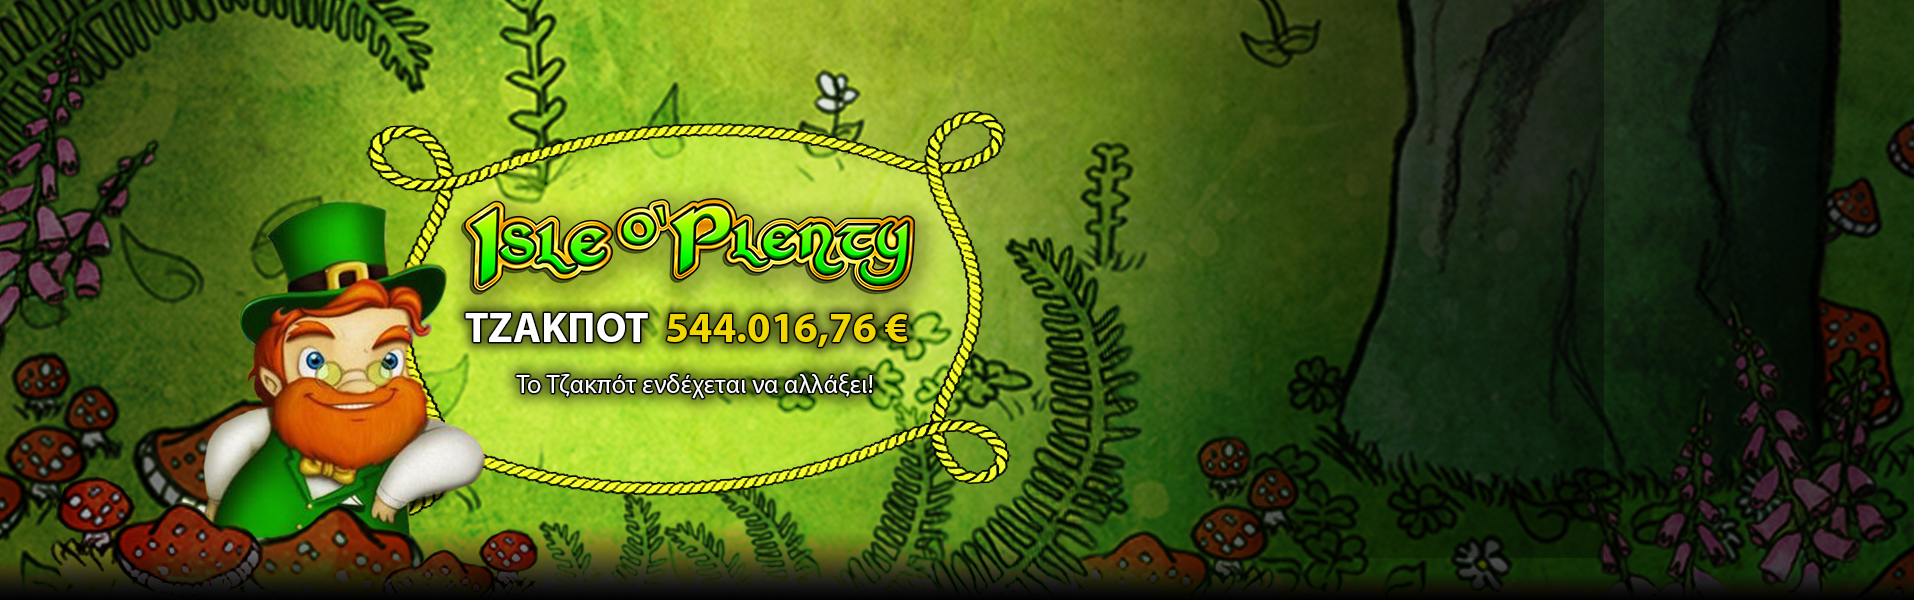 Isle O'Plenty
ΤΖΑΚΠΟΤ 544.016,76 €
Το Τζακπότ ενδέχεται να αλλάξει!